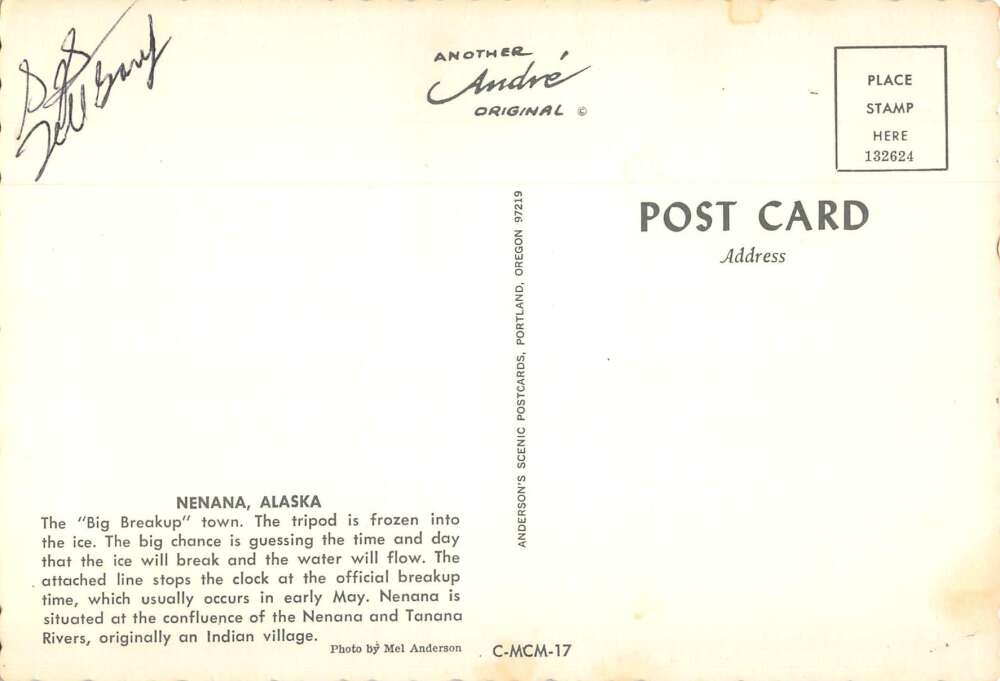 ANOTHER
André
ORIGINAL ©
PLACE
STAMP
HERE
132624
POST CARD
Address
ANDERSON'S SCENIC POSTCARDS, PORTLAND, OREGON 97219
NENANA, ALASKA
The "Big Breakup" town. The tripod is frozen into
the ice. The big chance is guessing the time and day
that the ice will break and the water will flow. The
attached line stops the clock at the official breakup
time, which usually occurs in early May. Nenana is
situated at the confluence of the Nenana and Tanana
Rivers, originally an Indian village.
Photo by Mel Anderson
C-MCM-17